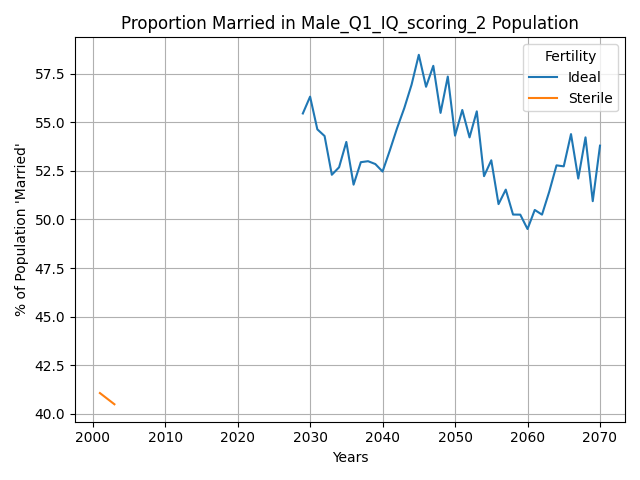 Proportion Married in Male_Q1_IQ_scoring_2 Population
% of Population 'Married'
57.5
55.0
52.5
50.0
47.5
45.0
42.5
40.0
Fertility
Ideal
Sterile
2000 2010 2020 2030 2040 2050 2060 2070
Years